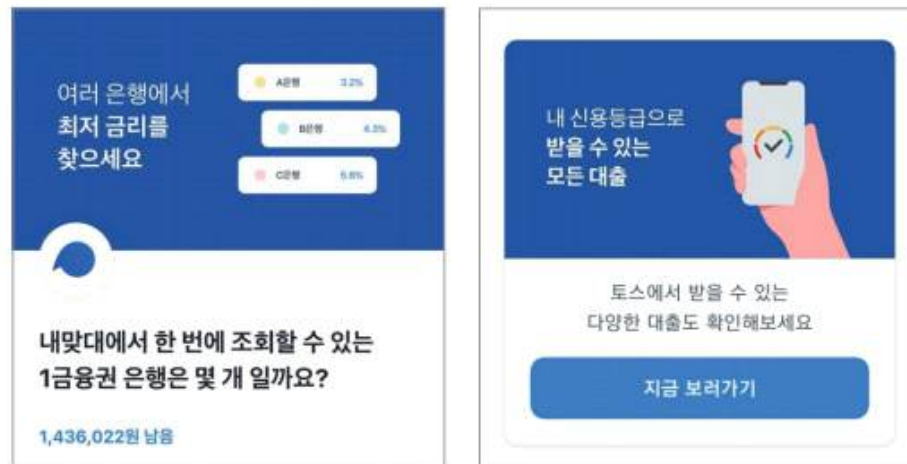 여러 은행에서
최저 금리를
찾으세요
A은행 3.2%
B은행 4.3%
C은행 5.6%
내맞대에서 한 번에 조회할 수 있는
1금융권 은행은 몇 개 일까요?
1,436,022원 남음
내 신용등급으로
받을 수 있는
모든 대출
토스에서 받을 수 있는
다양한 대출도 확인해보세요
지금 보러가기